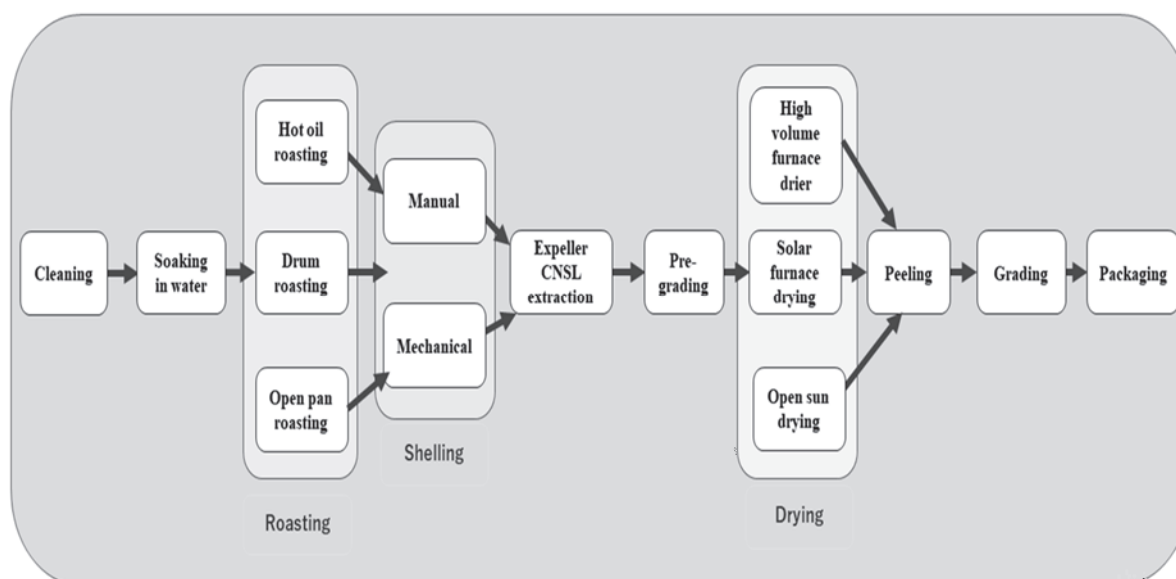 Cleaning
Soaking
in water
Hot oil
roasting
Drum
roasting
Open pan
roasting
Roasting
Manual
Mechanical
Shelling
Expeller
CNSL
extraction
Pre-
grading
High
volume
furnace
drier
Solar
furnace
drying
Open sun
drying
Drying
Peeling
Grading
Packaging